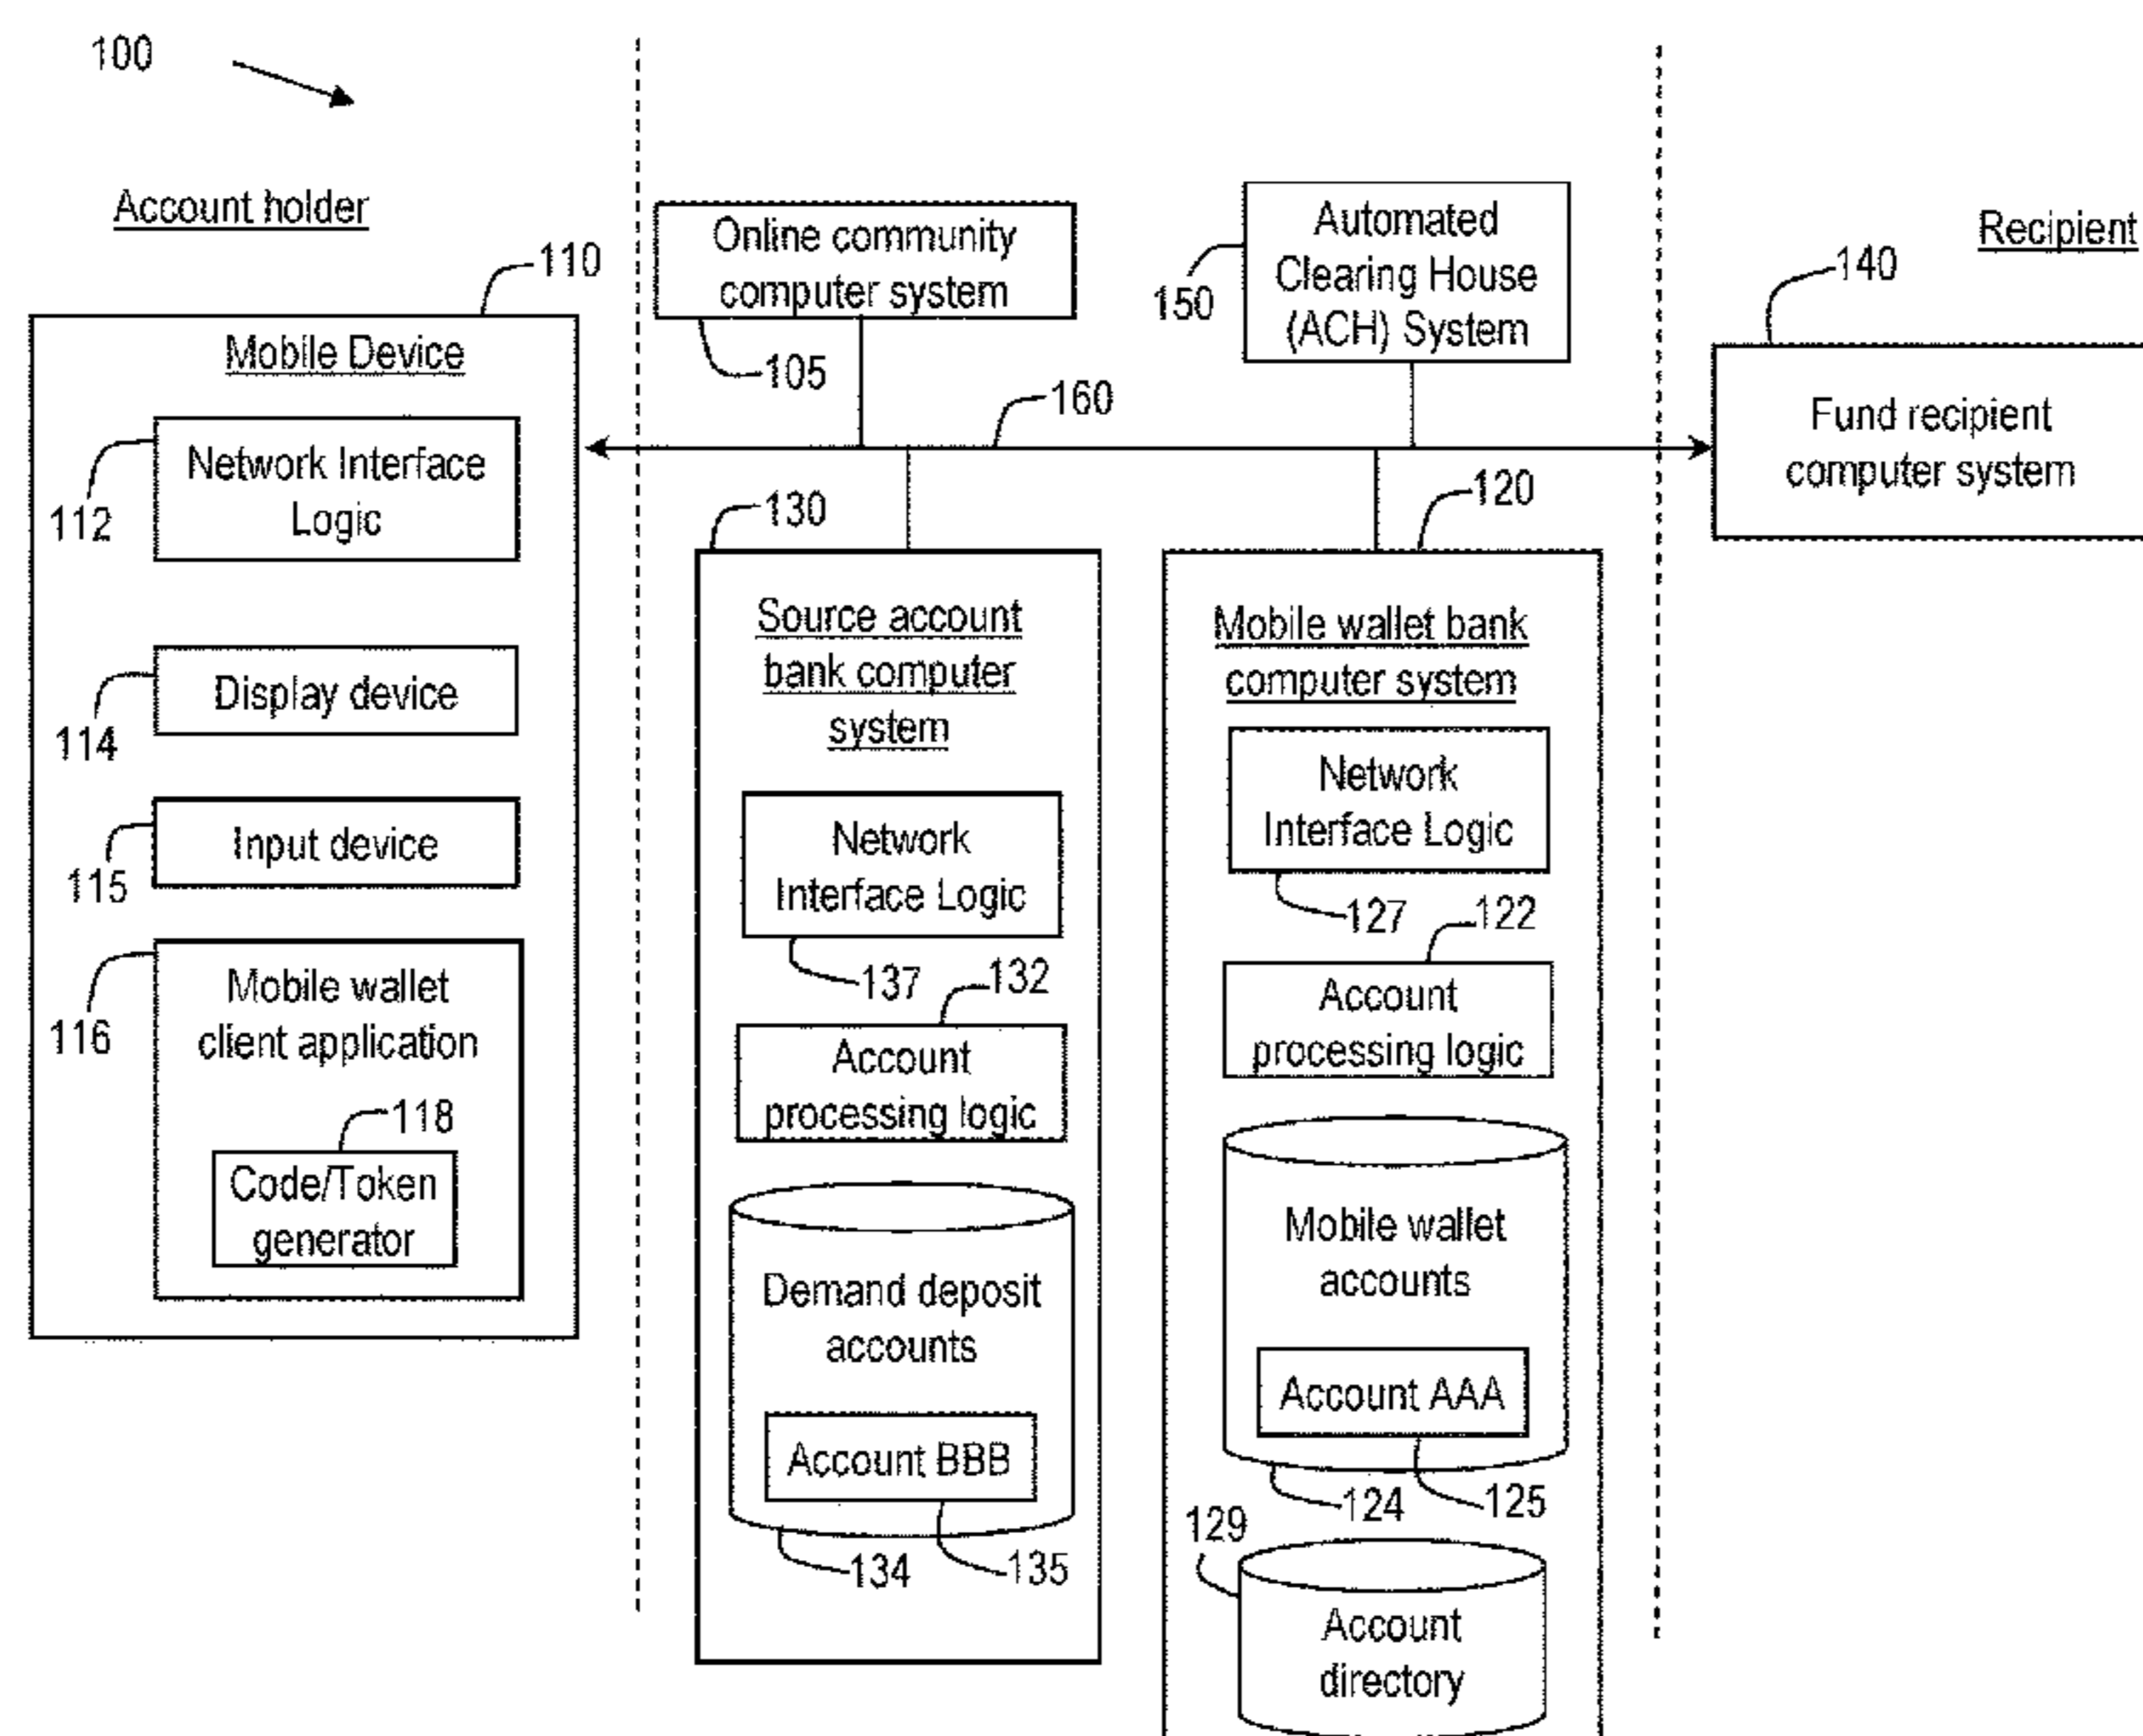 100
Account holder
110
Mobile Device
112
Network Interface
Logic
114
Display device
115
Input device
116
Mobile wallet
client application
118
Code/Token
generator
Online community
computer system
105
160
150
Automated
Clearing House
(ACH) System
130
Source account
bank computer
system
Network
Interface Logic
137
132
Account
processing logic
Demand deposit
accounts
Account BBB
134
135
120
Mobile wallet bank
computer system
Network
Interface Logic
127
122
Account
processing logic
Mobile wallet
accounts
Account AAA
124
125
129
Account
directory
Recipient
140
Fund recipient
computer system